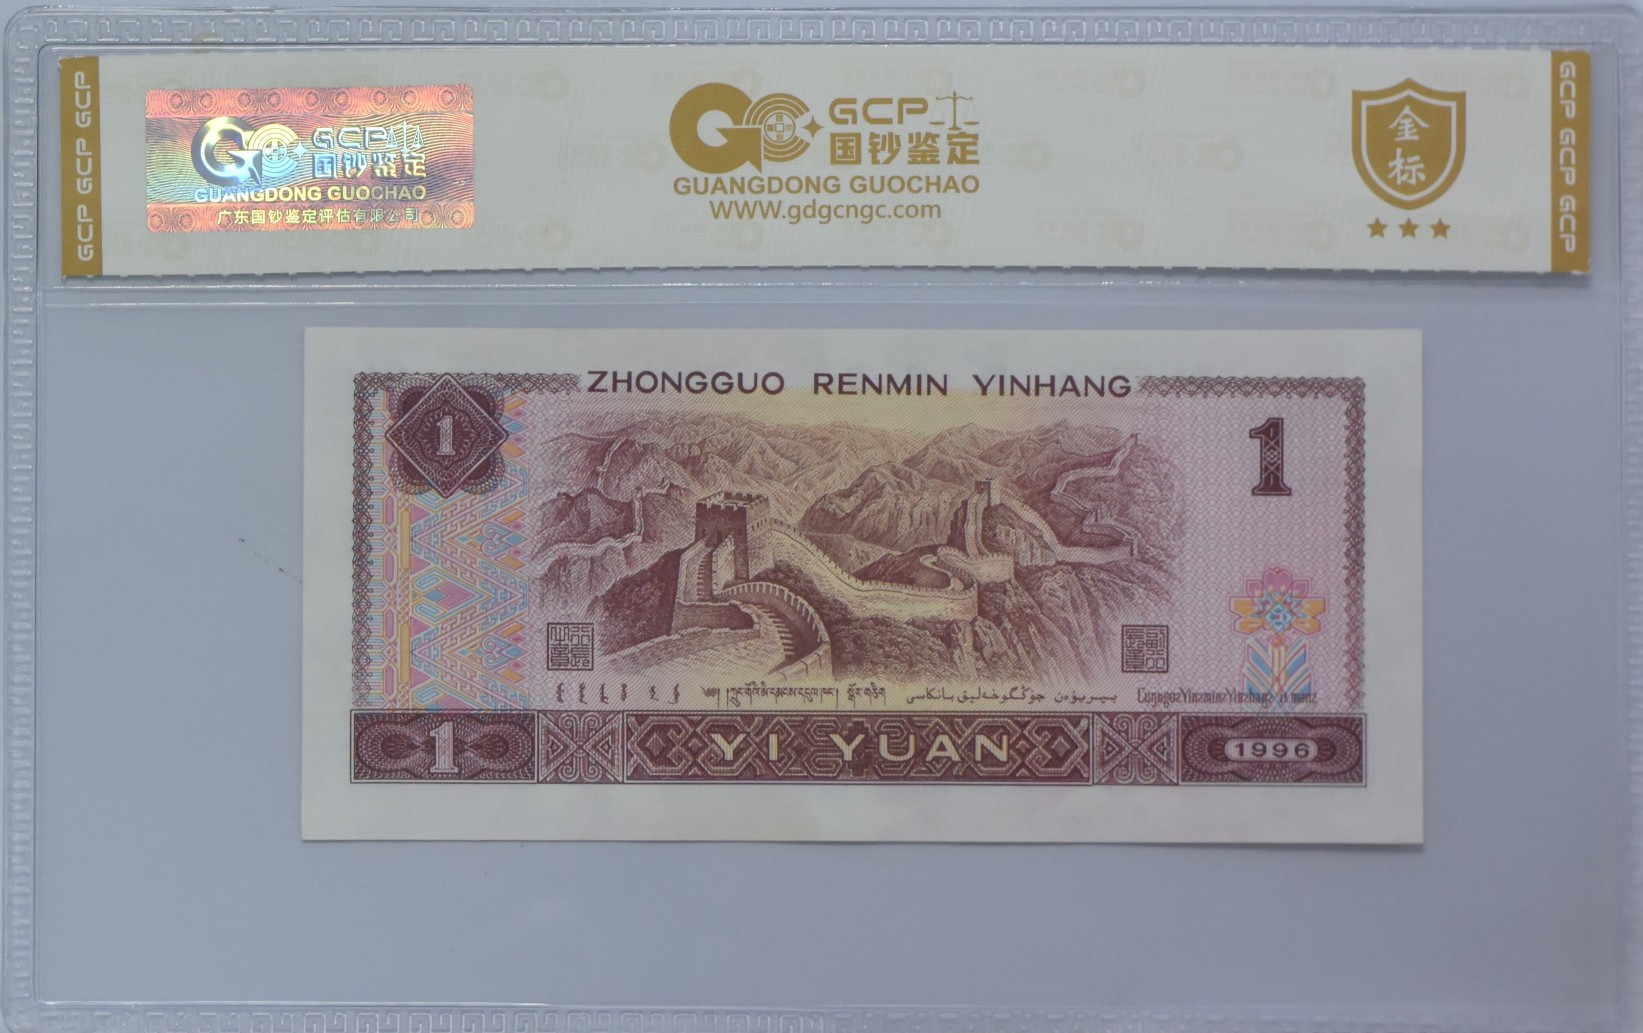 GCP GCP GCP
GCP
国钞鉴定
GUANGDONG GUOCHAO
广东国钞鉴定评估有限公司
GCP
国钞鉴定
GUANGDONG GUOCHAO
WWW.gdgcngc.com
金标
GCP GCP GCP GCP
ZHONGGUO RENMIN YINHANG
1
1
1 YI YUAN 1996